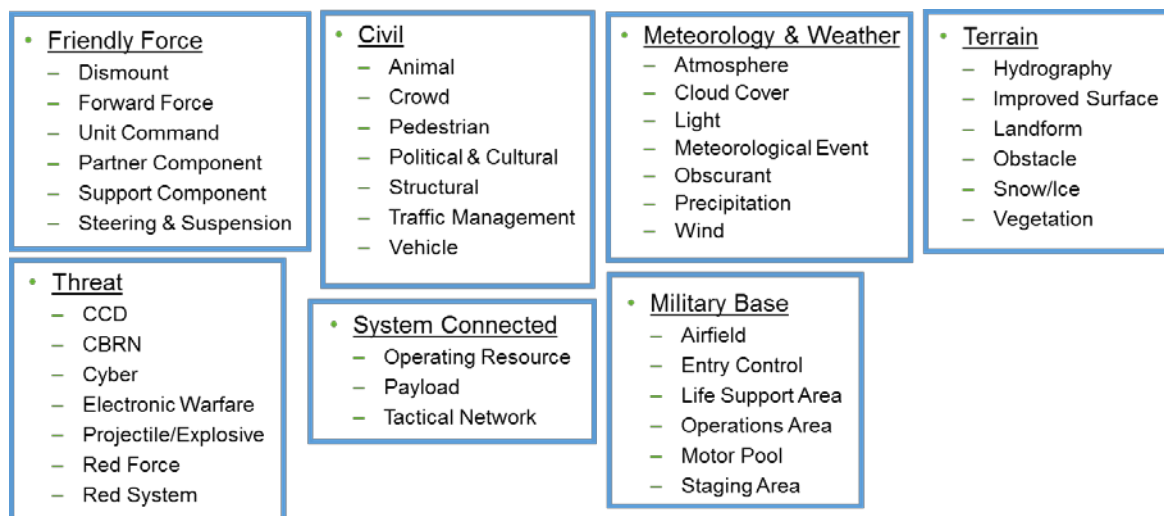 • Friendly Force
– Dismount
– Forward Force
– Unit Command
– Partner Component
– Support Component
– Steering & Suspension
• Civil
– Animal
– Crowd
– Pedestrian
– Political & Cultural
– Structural
– Traffic Management
– Vehicle
• Meteorology & Weather
– Atmosphere
– Cloud Cover
– Light
– Meteorological Event
– Obscurant
– Precipitation
– Wind
• Terrain
– Hydrography
– Improved Surface
– Landform
– Obstacle
– Snow/Ice
– Vegetation
• Threat
– CCD
– CBRN
– Cyber
– Electronic Warfare
– Projectile/Explosive
– Red Force
– Red System
• System Connected
– Operating Resource
– Payload
– Tactical Network
• Military Base
– Airfield
– Entry Control
– Life Support Area
– Operations Area
– Motor Pool
– Staging Area